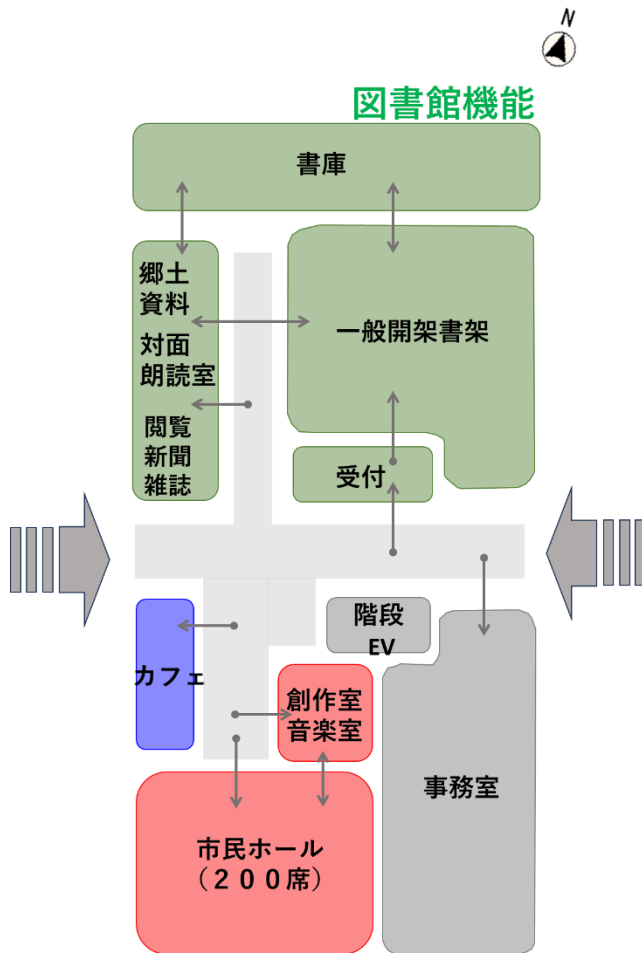 N
図書館機能
書庫
郷土
資料
対面
朗読室
閲覧
新聞
雑誌
一般開架書架
受付
階段
EV
カフェ
創作室
音楽室
事務室
市民ホール
（２００席）